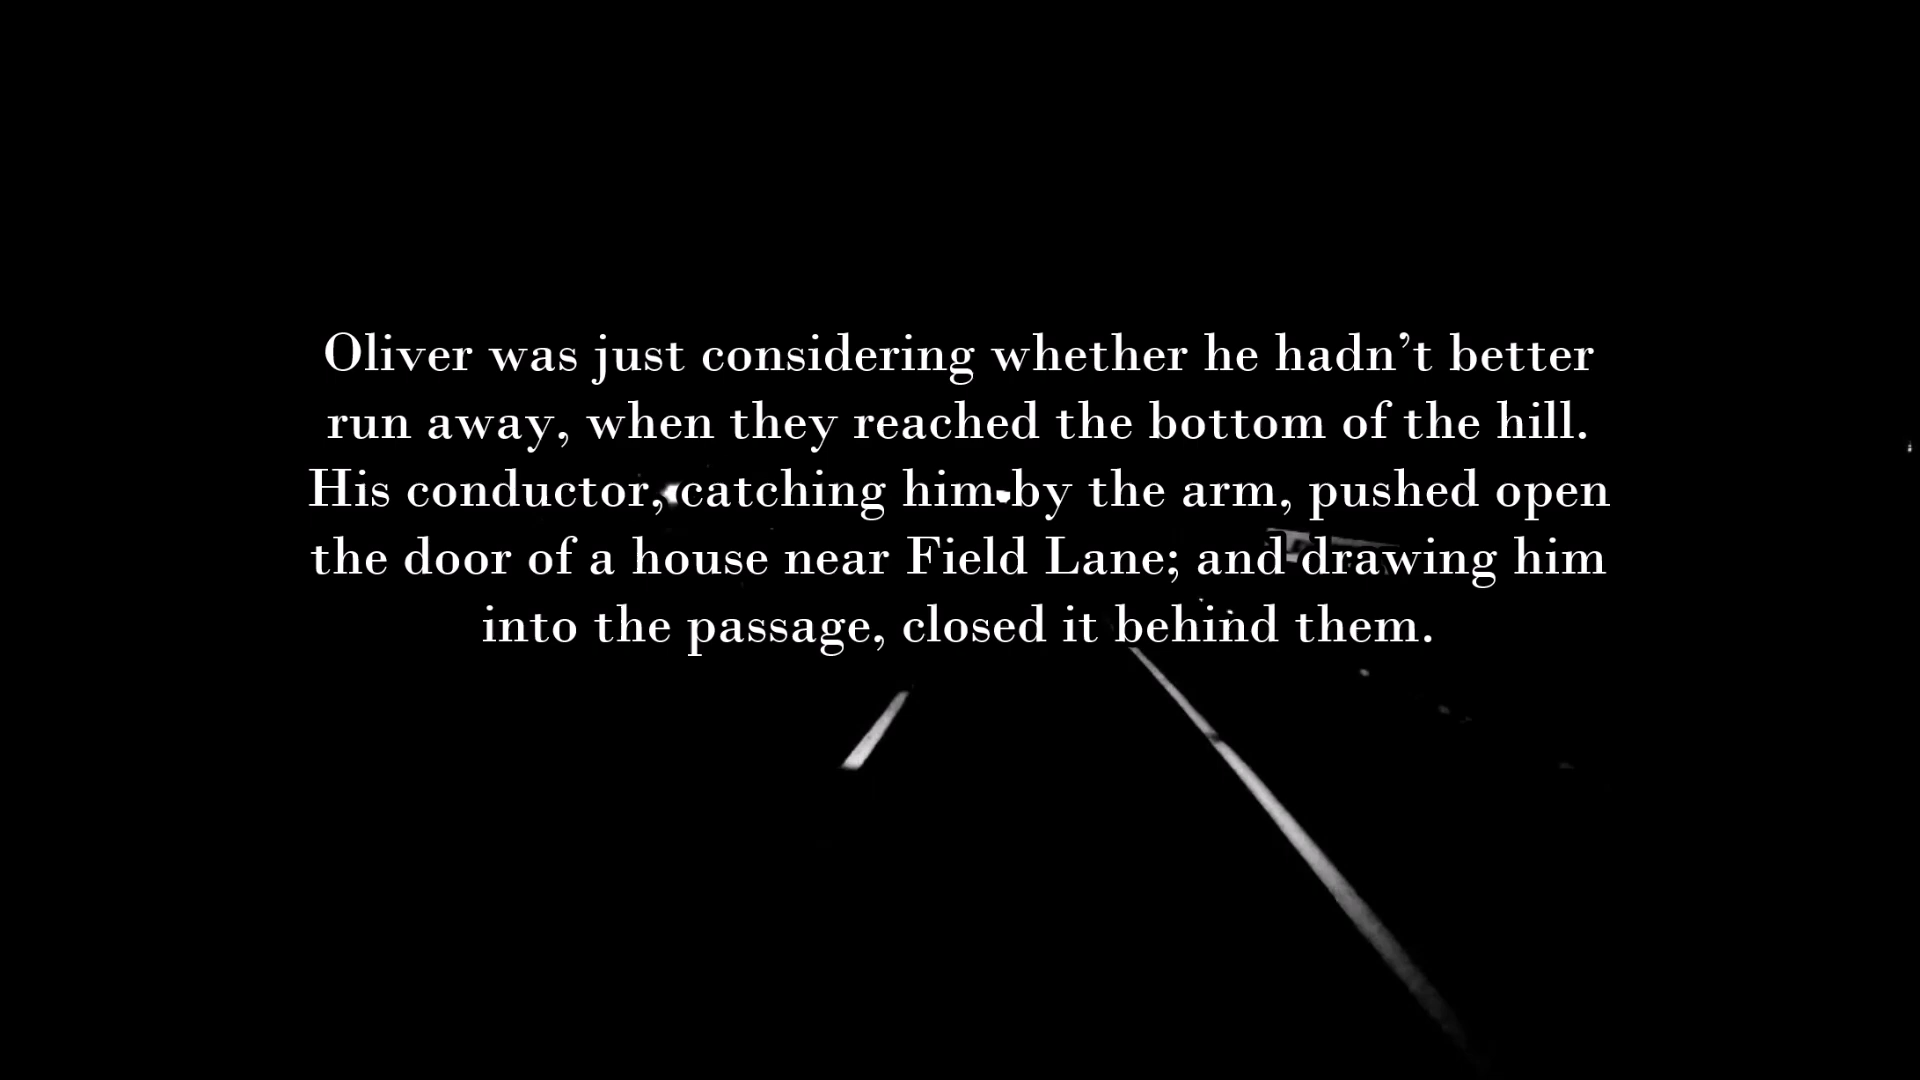 Oliver was just considering whether he hadn’t better
run away, when they reached the bottom of the hill.
His conductor, catching him by the arm, pushed open
the door of a house near Field Lane; and drawing him
into the passage, closed it behind them.